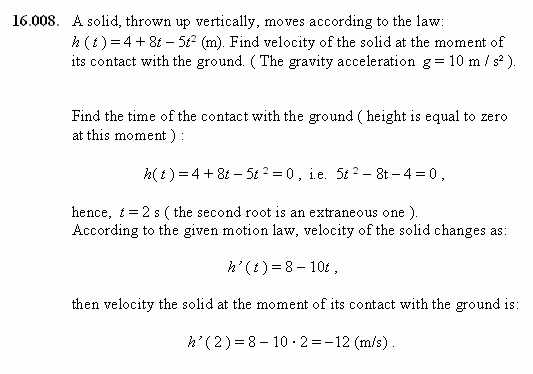 16.008. A solid, thrown up vertically, moves according to the law:
h ( t ) = 4 + 8t – 5t² (m). Find velocity of the solid at the moment of
its contact with the ground. ( The gravity acceleration g = 10 m / s² ).
Find the time of the contact with the ground ( height is equal to zero
at this moment ) :
h( t ) = 4 + 8t – 5t ² = 0 , i.e. 5t ² – 8t – 4 = 0 ,
hence, t = 2 s ( the second root is an extraneous one ).
According to the given motion law, velocity of the solid changes as:
h’ ( t ) = 8 – 10t ,
then velocity the solid at the moment of its contact with the ground is:
h’ ( 2 ) = 8 – 10 · 2 = –12 (m/s) .